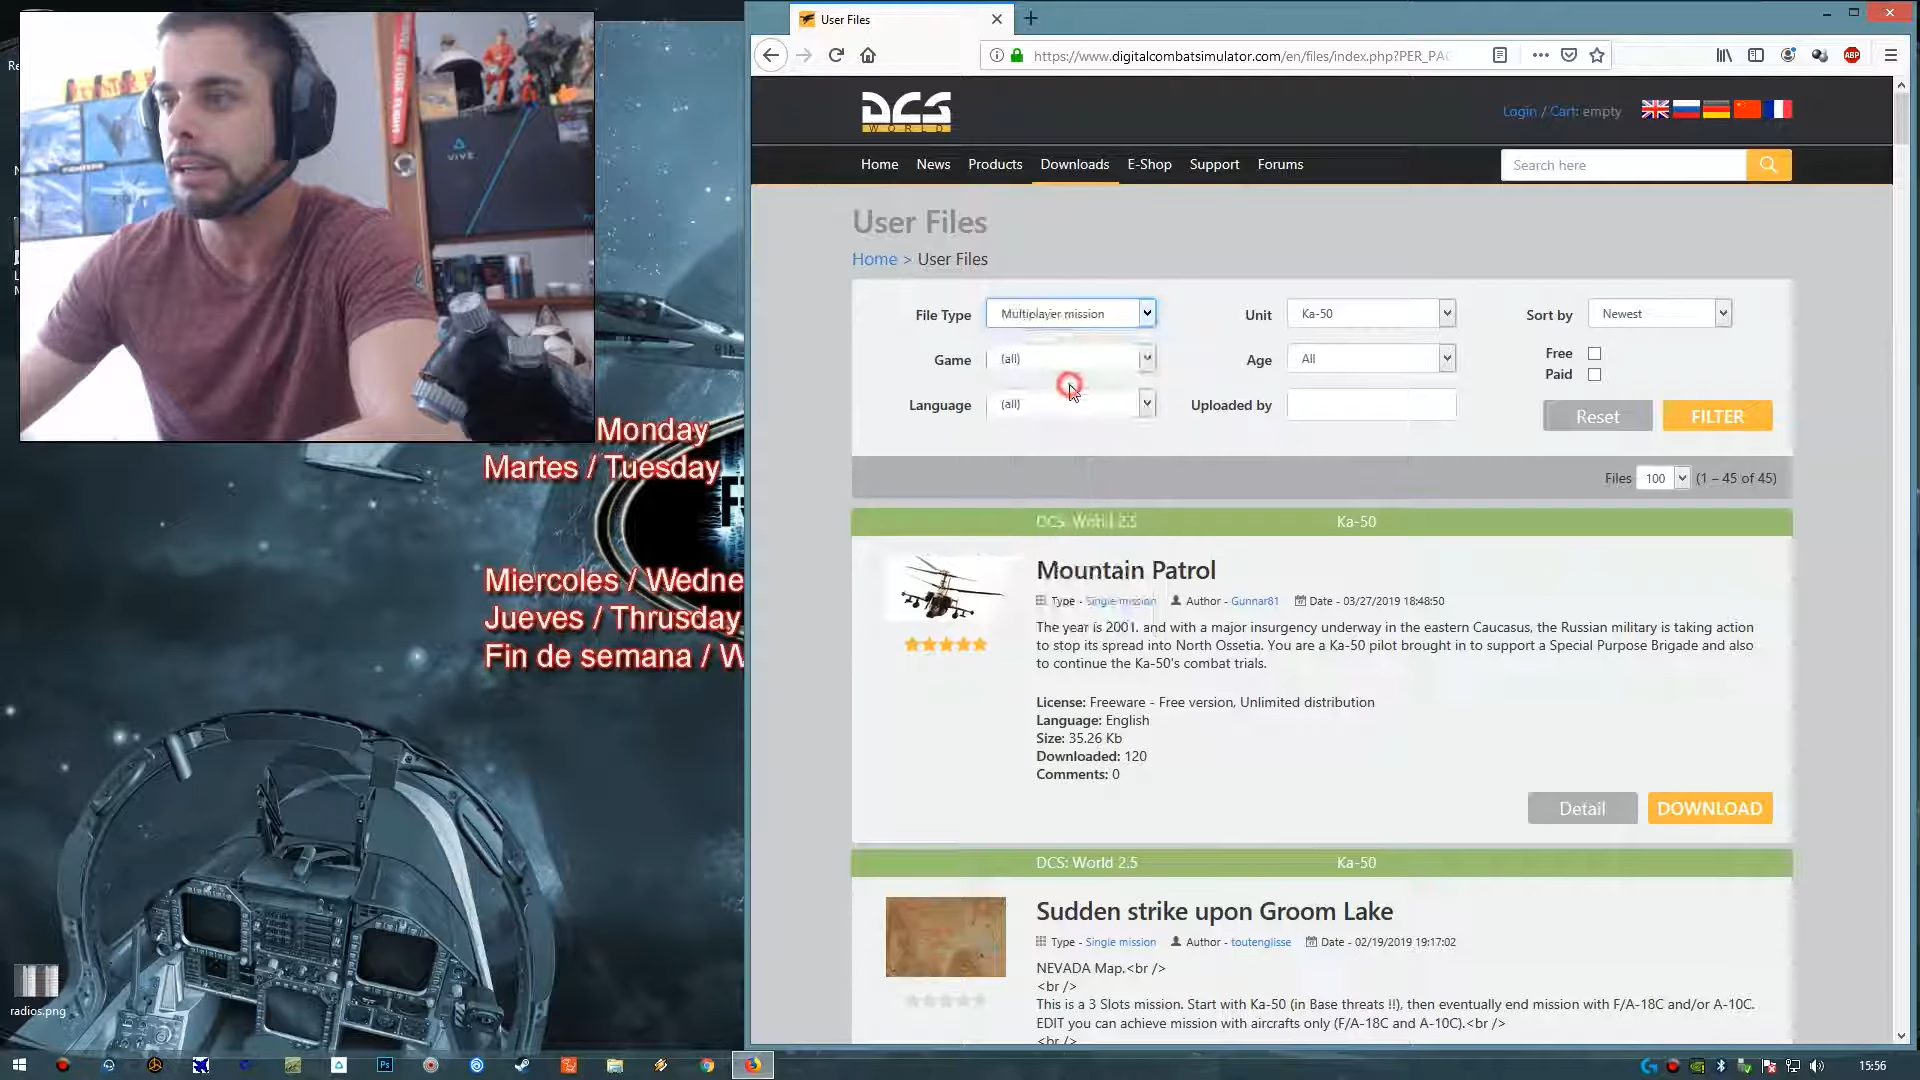 User Files
https://www.digitalcombatsimulator.com/en/files/index.php?PER_PAG
ABP
DCS
WORLD
Login / Cart: empty
Home News Products Downloads E-Shop Support Forums
Search here
User Files
Home > User Files
File Type Multiplayer mission Unit Ka-50 Sort by Newest
Game (all) Age All Free
Paid
Language (all) Uploaded by Reset FILTER
Files 100 (1 – 45 of 45)
DCS: World 2.5 Ka-50
Mountain Patrol
Type - Single mission Author - Gunnar81 Date - 03/27/2019 18:48:50
The year is 2001, and with a major insurgency underway in the eastern Caucasus, the Russian military is taking action
to stop its spread into North Ossetia. You are a Ka-50 pilot brought in to support a Special Purpose Brigade and also
to continue the Ka-50's combat trials.
License: Freeware - Free version, Unlimited distribution
Language: English
Size: 35.26 Kb
Downloaded: 120
Comments: 0
Detail DOWNLOAD
DCS: World 2.5 Ka-50
Sudden strike upon Groom Lake
Type - Single mission Author - toutenglisse Date - 02/19/2019 19:17:02
NEVADA Map.<br />
<br />
This is a 3 Slots mission. Start with Ka-50 (in Base threats !!), then eventually end mission with F/A-18C and/or A-10C.
EDIT you can achieve mission with aircrafts only (F/A-18C and A-10C).<br />
<br />
VIVE
Monday
Martes / Tuesday
Miercoles / Wedne
Jueves / Thrusday
Fin de semana / W
radios.png
Ps
15:56